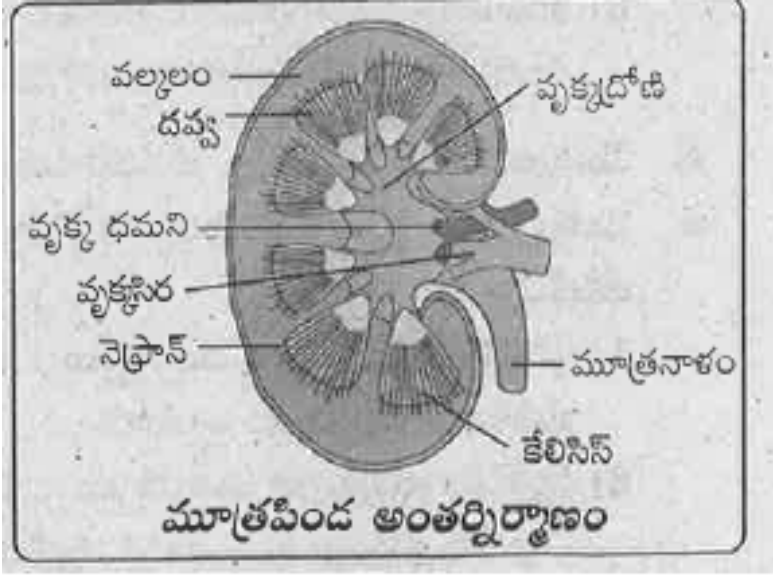 వల్కలం
వృక్కద్రోణి
దవ్వ
వృక్క ధమని
వృక్కసిర
నెఫ్రాన్
మూత్రనాళం
కేలిసిస్
మూత్రపిండ అంతర్నిర్మాణం